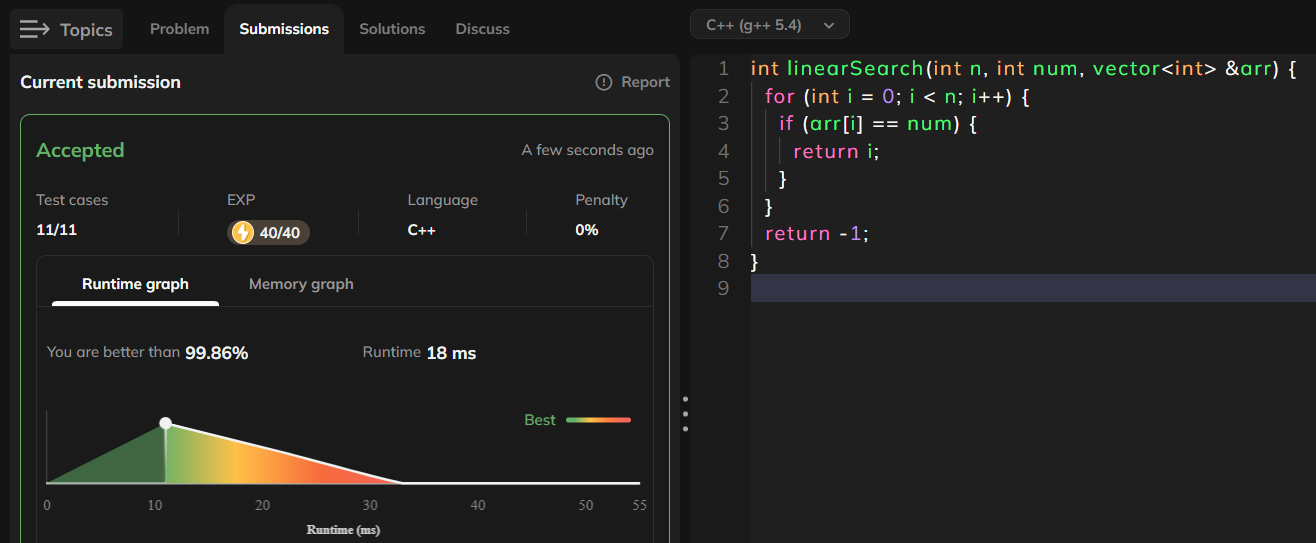 Topics Problem Submissions Solutions Discuss
Current submission Report
Accepted A few seconds ago
Test cases EXP Language Penalty
11/11 40/40 C++ 0%
Runtime graph Memory graph
You are better than 99.86% Runtime 18 ms
Best
0 10 20 30 40 50 55
Runtime (ms)
C++ (g++ 5.4)
1 int linearSearch(int n, int num, vector<int> &arr) {
2 for (int i = 0; i < n; i++) {
3 if (arr[i] == num) {
4 return i;
5 }
6 }
7 return -1;
8 }
9